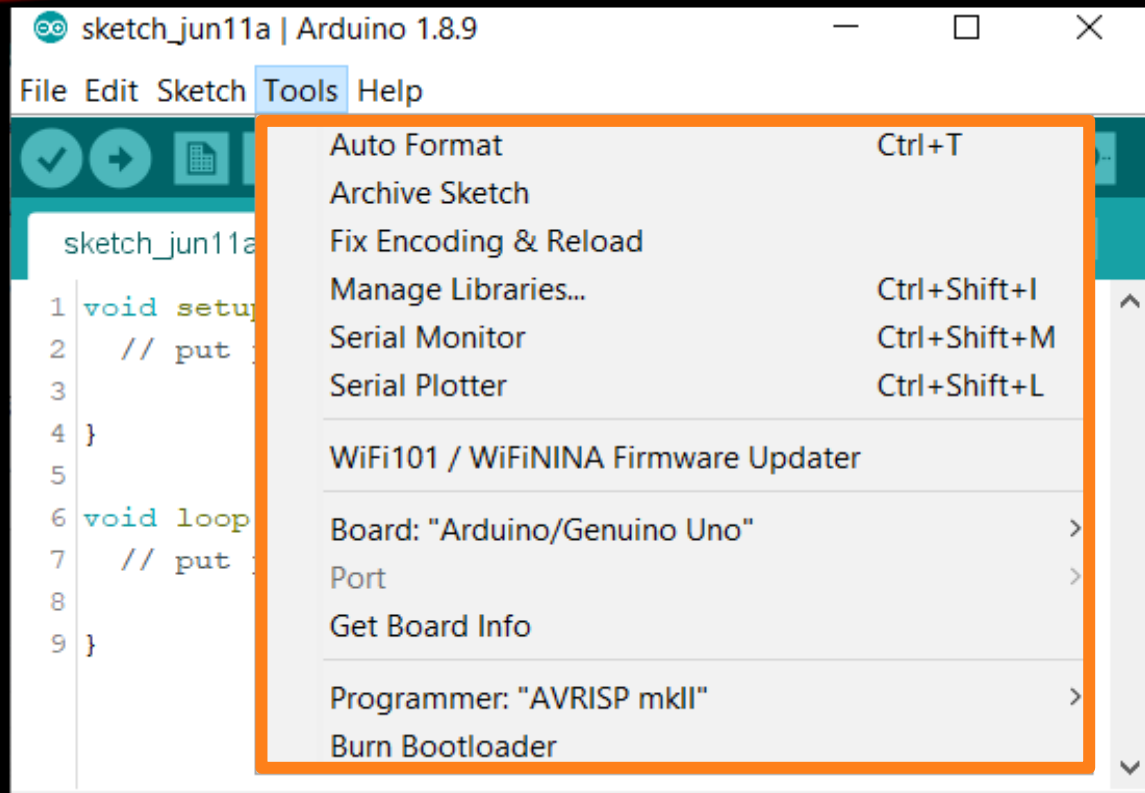 sketch_jun11a | Arduino 1.8.9
File Edit Sketch Tools Help
Auto Format Ctrl+T
Archive Sketch
Fix Encoding & Reload
Manage Libraries... Ctrl+Shift+I
Serial Monitor Ctrl+Shift+M
Serial Plotter Ctrl+Shift+L
WiFi101 / WiFiNINA Firmware Updater
Board: "Arduino/Genuino Uno"
Port
Get Board Info
Programmer: "AVRISP mkII"
Burn Bootloader
sketch_jun11a
1 void setup
2 // put
3
4 }
5
6 void loop
7 // put
8
9 }